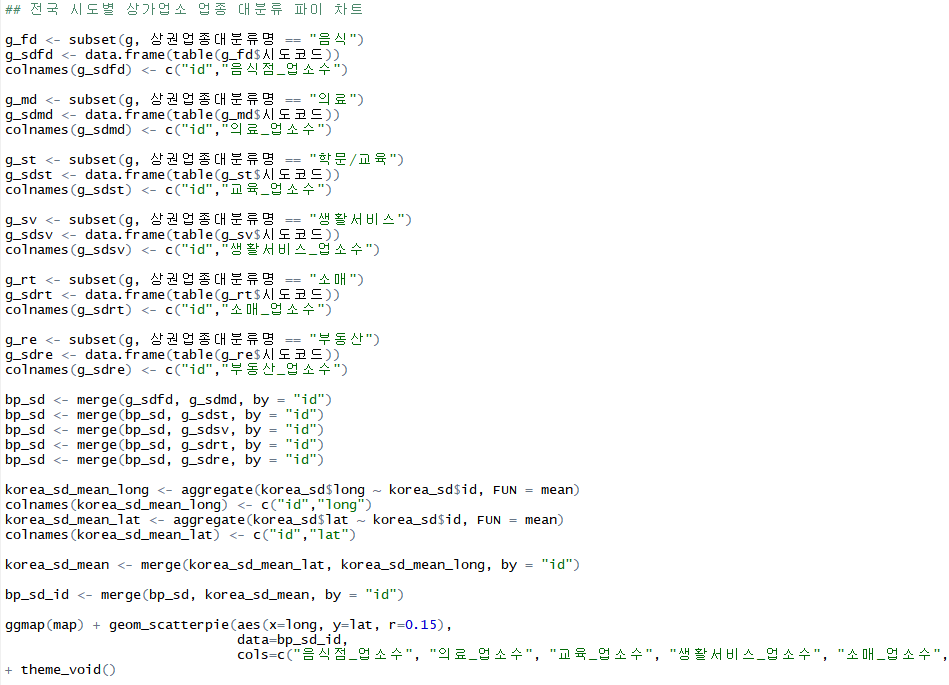 ## 전국 시도별 상가업소 업종 대분류 파이 차트
g_fd <- subset(g, 상권업종대분류명 == "음식")
g_sdfd <- data.frame(table(g_fd$시도코드))
colnames(g_sdfd) <- c("id","음식점_업소수")
g_md <- subset(g, 상권업종대분류명 == "의료")
g_sdmd <- data.frame(table(g_md$시도코드))
colnames(g_sdmd) <- c("id","의료_업소수")
g_st <- subset(g, 상권업종대분류명 == "학문/교육")
g_sdst <- data.frame(table(g_st$시도코드))
colnames(g_sdst) <- c("id","교육_업소수")
g_sv <- subset(g, 상권업종대분류명 == "생활서비스")
g_sdsv <- data.frame(table(g_sv$시도코드))
colnames(g_sdsv) <- c("id","생활서비스_업소수")
g_rt <- subset(g, 상권업종대분류명 == "소매")
g_sdrt <- data.frame(table(g_rt$시도코드))
colnames(g_sdrt) <- c("id","소매_업소수")
g_re <- subset(g, 상권업종대분류명 == "부동산")
g_sdre <- data.frame(table(g_re$시도코드))
colnames(g_sdre) <- c("id","부동산_업소수")
bp_sd <- merge(g_sdfd, g_sdmd, by = "id")
bp_sd <- merge(bp_sd, g_sdst, by = "id")
bp_sd <- merge(bp_sd, g_sdsv, by = "id")
bp_sd <- merge(bp_sd, g_sdrt, by = "id")
bp_sd <- merge(bp_sd, g_sdre, by = "id")
korea_sd_mean_long <- aggregate(korea_sd$long ~ korea_sd$id, FUN = mean)
colnames(korea_sd_mean_long) <- c("id","long")
korea_sd_mean_lat <- aggregate(korea_sd$lat ~ korea_sd$id, FUN = mean)
colnames(korea_sd_mean_lat) <- c("id","lat")
korea_sd_mean <- merge(korea_sd_mean_lat, korea_sd_mean_long, by = "id")
bp_sd_id <- merge(bp_sd, korea_sd_mean, by = "id")
ggmap(map) + geom_scatterpie(aes(x=long, y=lat, r=0.15),
data=bp_sd_id,
cols=c("음식점_업소수", "의료_업소수", "교육_업소수", "생활서비스_업소수", "소매_업소수",
+ theme_void()